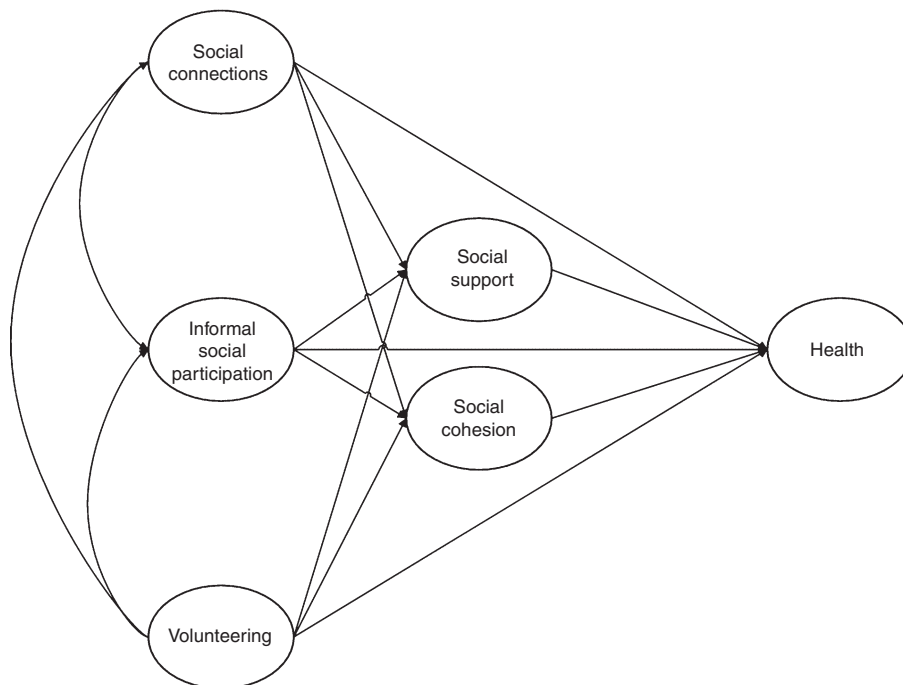 Social
connections
Social
support
Informal
social
participation
Health
Social
cohesion
Volunteering